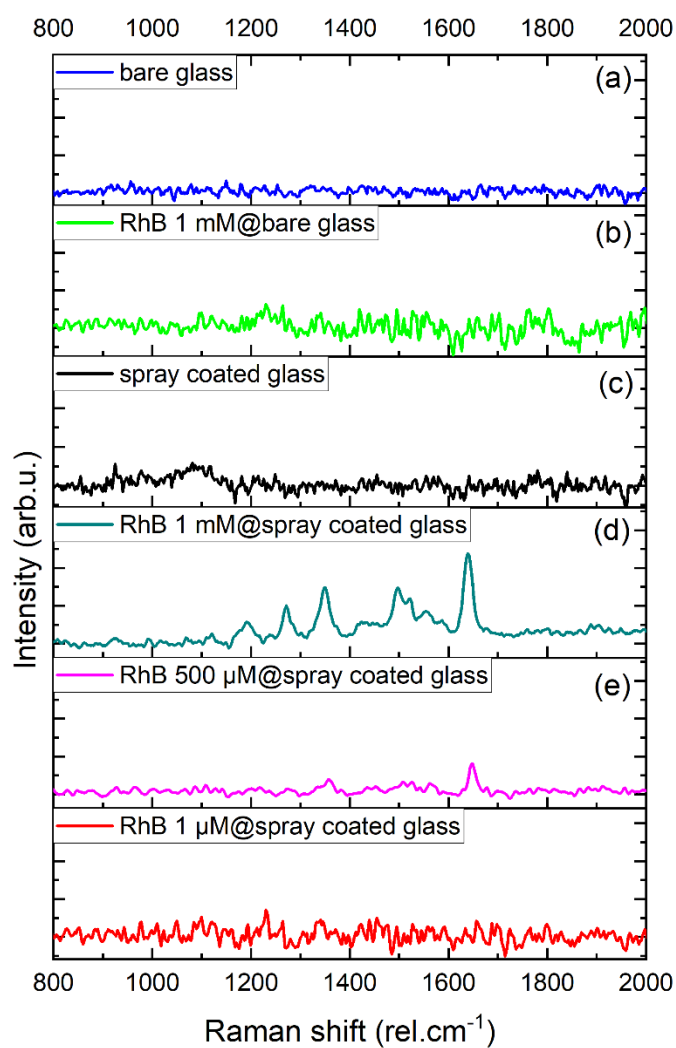 800 1000 1200 1400 1600 1800 2000
bare glass (a)
RhB 1 mM@bare glass (b)
spray coated glass (c)
RhB 1 mM@spray coated glass (d)
RhB 500 µM@spray coated glass (e)
RhB 1 µM@spray coated glass
Intensity (arb.u.)
800 1000 1200 1400 1600 1800 2000
Raman shift (rel.cm⁻¹)